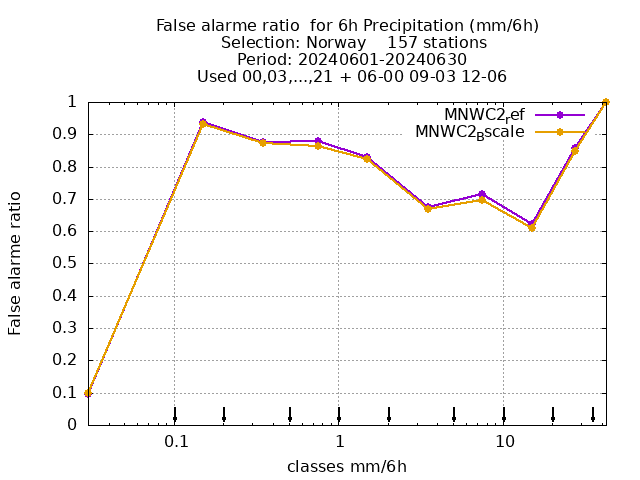 False alarme ratio  for 6h Precipitation (mm/6h)
Selection: Norway    157 stations
Period: 20240601-20240630
Used 00,03,...,21 + 06-00 09-03 12-06
MNWC2ref
MNWC2Bscale
False alarme ratio
1
0.9
0.8
0.7
0.6
0.5
0.4
0.3
0.2
0.1
0
0.1
1
10
classes mm/6h